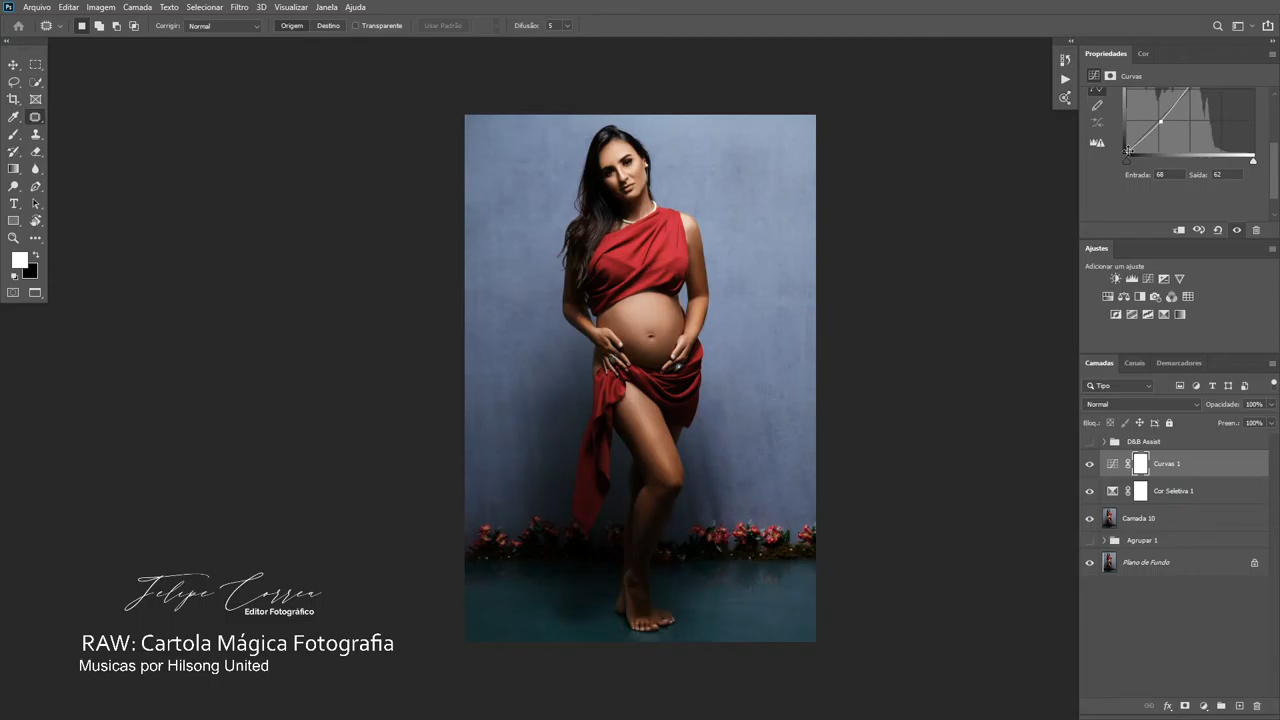 Arquivo Editar Imagem Camada Texto Selecionar Filtro 3D Visualizar Janela Ajuda
Corrigir: Normal Origem Destino Transparente Usar Padrão Difusão: 5
Propriedades Cor
Curvas
Entrada: 68 Saída: 62
Ajustes
Adicionar um ajuste
Camadas Canais Demarcadores
Tipo
Normal Opacidade: 100%
Bloq.: Preen.: 100%
D&B Assist
Curvas 1
Cor Seletiva 1
Camada 10
Agrupar 1
Plano de Fundo
Felipe Correa
Editor Fotográfico
RAW: Cartola Mágica Fotografia
Musicas por Hilsong United